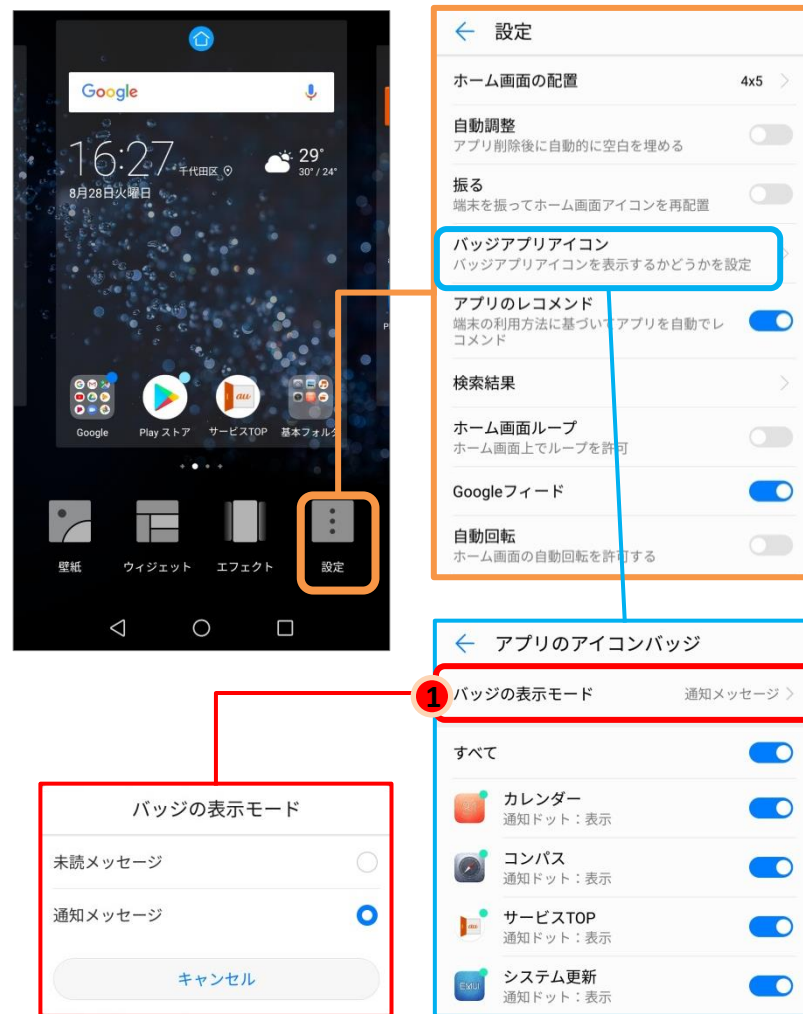 Google
16:27
千代田区
29°
30° / 24°
8月28日火曜日
Google
Play ストア
au
サービスTOP
基本フォルダ
壁紙
ウィジェット
エフェクト
設定
設定
ホーム画面の配置
4x5
自動調整
アプリ削除後に自動的に空白を埋める
振る
端末を振ってホーム画面アイコンを再配置
バッジアプリアイコン
バッジアプリアイコンを表示するかどうかを設定
アプリのレコメンド
端末の利用方法に基づいてアプリを自動でレ
コメンド
検索結果
ホーム画面ループ
ホーム画面上でループを許可
Googleフィード
自動回転
ホーム画面の自動回転を許可する
アプリのアイコンバッジ
1
バッジの表示モード
通知メッセージ
すべて
カレンダー
通知ドット：表示
コンパス
通知ドット：表示
au
サービスTOP
通知ドット：表示
EMUI
システム更新
通知ドット：表示
バッジの表示モード
未読メッセージ
通知メッセージ
キャンセル